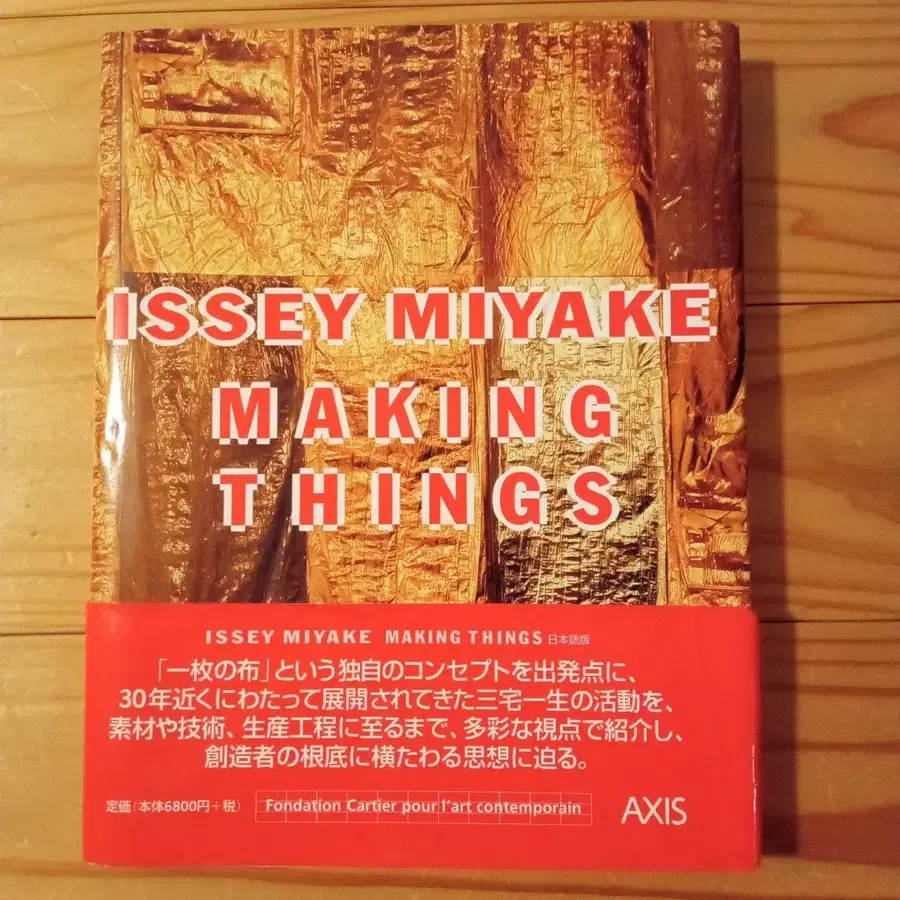 ISSEY MIYAKE
MAKING
THINGS
ISSEY MIYAKE MAKING THINGS 日本語版
「一枚の布」という独自のコンセプトを出発点に、
30年近くにわたって展開されてきた三宅一生の活動を、
素材や技術、生産工程に至るまで、多彩な視点で紹介し、
創造者の根底に横たわる思想に迫る。
定価(本体6800円+税) Fondation Cartier pour l'art contemporain AXIS